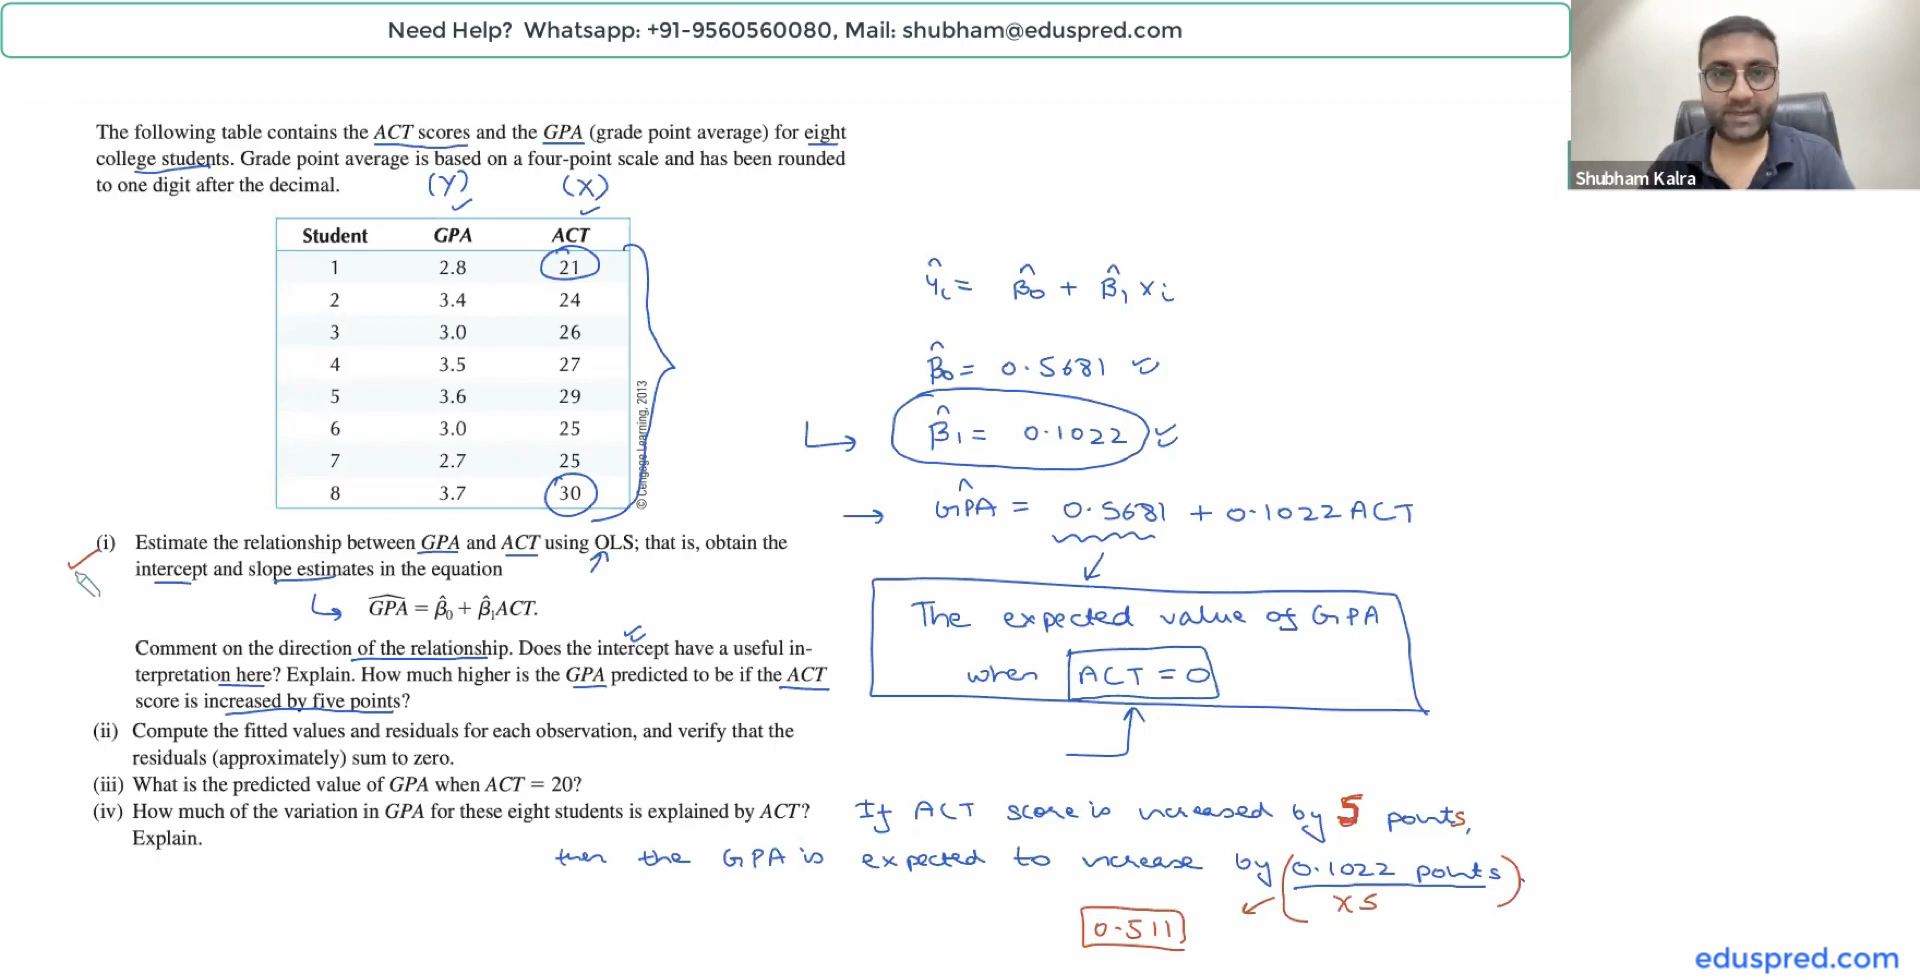 Need Help? Whatsapp: +91-9560560080, Mail: shubham@eduspred.com
Shubham Kalra
The following table contains the ACT scores and the GPA (grade point average) for eight
college students. Grade point average is based on a four-point scale and has been rounded
to one digit after the decimal.
(Y) (X)
Student GPA ACT
1 2.8 21
2 3.4 24
3 3.0 26
4 3.5 27
5 3.6 29
6 3.0 25
7 2.7 25
8 3.7 30
© Cengage Learning, 2013
(i) Estimate the relationship between GPA and ACT using OLS; that is, obtain the
intercept and slope estimates in the equation
GPÂ = β̂₀ + β̂₁ACT.
Comment on the direction of the relationship. Does the intercept have a useful in-
terpretation here? Explain. How much higher is the GPA predicted to be if the ACT
score is increased by five points?
(ii) Compute the fitted values and residuals for each observation, and verify that the
residuals (approximately) sum to zero.
(iii) What is the predicted value of GPA when ACT = 20?
(iv) How much of the variation in GPA for these eight students is explained by ACT?
Explain.
ŷᵢ = β̂₀ + β̂₁ xᵢ
β̂₀ = 0.5681
β̂₁ = 0.1022
GPÂ = 0.5681 + 0.1022 ACT
The expected value of GPA
when ACT = 0
If ACT score is increased by 5 points,
then the GPA is expected to increase by (0.1022 points).
x5
0.511
eduspred.com